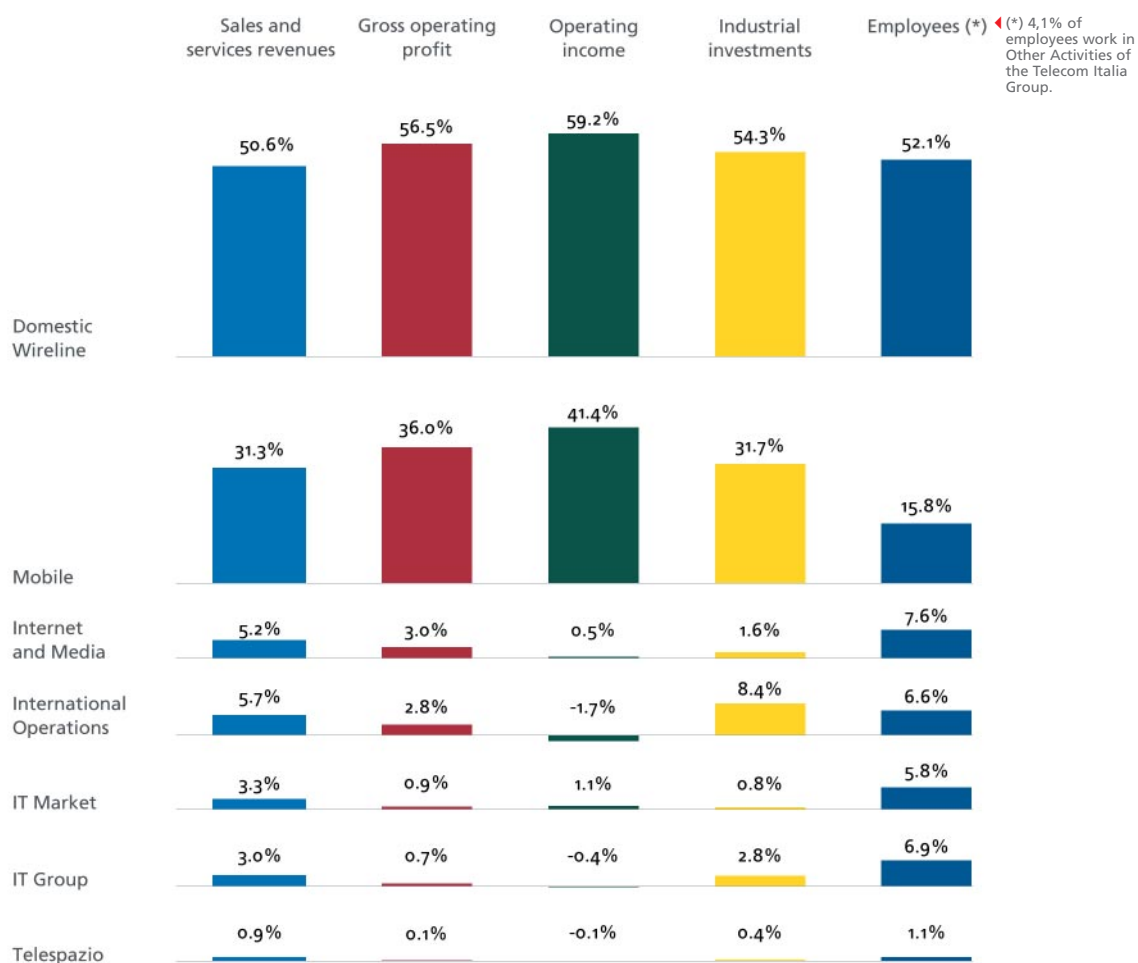 Sales and
services revenues
Gross operating
profit
Operating
income
Industrial
investments
Employees (*)
(*) 4,1% of
employees work in
Other Activities of
the Telecom Italia
Group.
Domestic
Wireline
50.6%
56.5%
59.2%
54.3%
52.1%
Mobile
31.3%
36.0%
41.4%
31.7%
15.8%
Internet
and Media
5.2%
3.0%
0.5%
1.6%
7.6%
International
Operations
5.7%
2.8%
-1.7%
8.4%
6.6%
IT Market
3.3%
0.9%
1.1%
0.8%
5.8%
IT Group
3.0%
0.7%
-0.4%
2.8%
6.9%
Telespazio
0.9%
0.1%
-0.1%
0.4%
1.1%